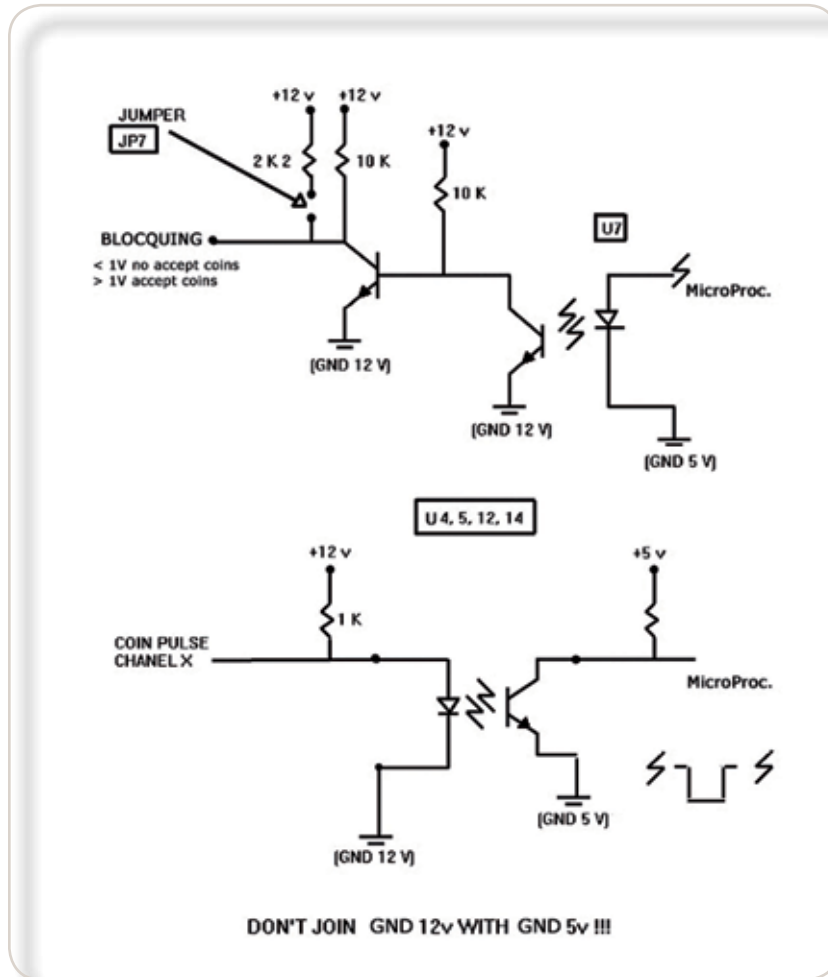 +12 v
+12 v
JUMPER
JP7
+12 v
2 K 2
10 K
10 K
U7
BLOCQUING
< 1V no accept coins
> 1V accept coins
MicroProc.
(GND 12 V)
(GND 12 V)
(GND 5 V)
U 4, 5, 12, 14
+12 v
+5 v
1 K
COIN PULSE
CHANEL X
MicroProc.
(GND 5 V)
(GND 12 V)
DON'T JOIN GND 12v WITH GND 5v !!!